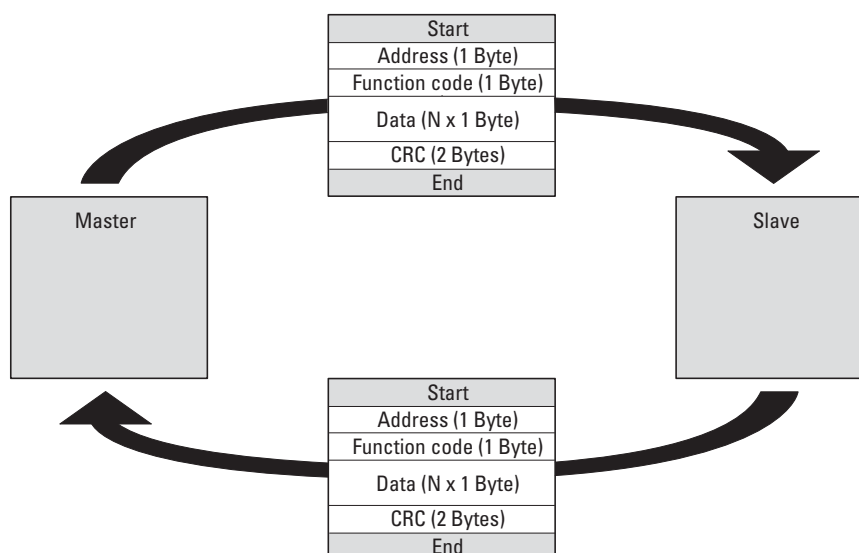 Start
Address (1 Byte)
Function code (1 Byte)
Data (N x 1 Byte)
CRC (2 Bytes)
End
Master
Slave
Start
Address (1 Byte)
Function code (1 Byte)
Data (N x 1 Byte)
CRC (2 Bytes)
End